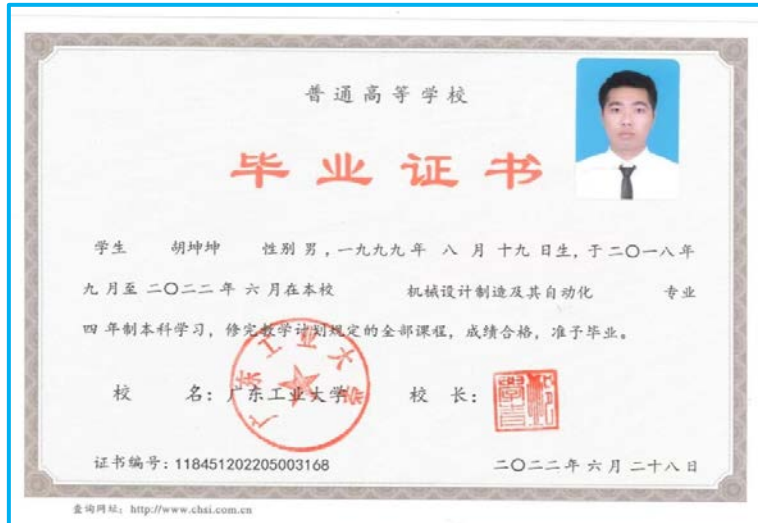 普通高等学校
毕业证书
学生 胡坤坤 性别 男，一九九九年 八 月 十九 日生，于二〇一八年
九 月至 二〇二二 年 六 月在本校 机械设计制造及其自动化 专业
四 年制本科学习，修完教学计划规定的全部课程，成绩合格，准予毕业。
校 名：广东工业大学 校 长：
广东工业大学
证书编号：118451202205003168 二〇二二 年 六 月 二十八 日
查询网址：http://www.chsi.com.cn